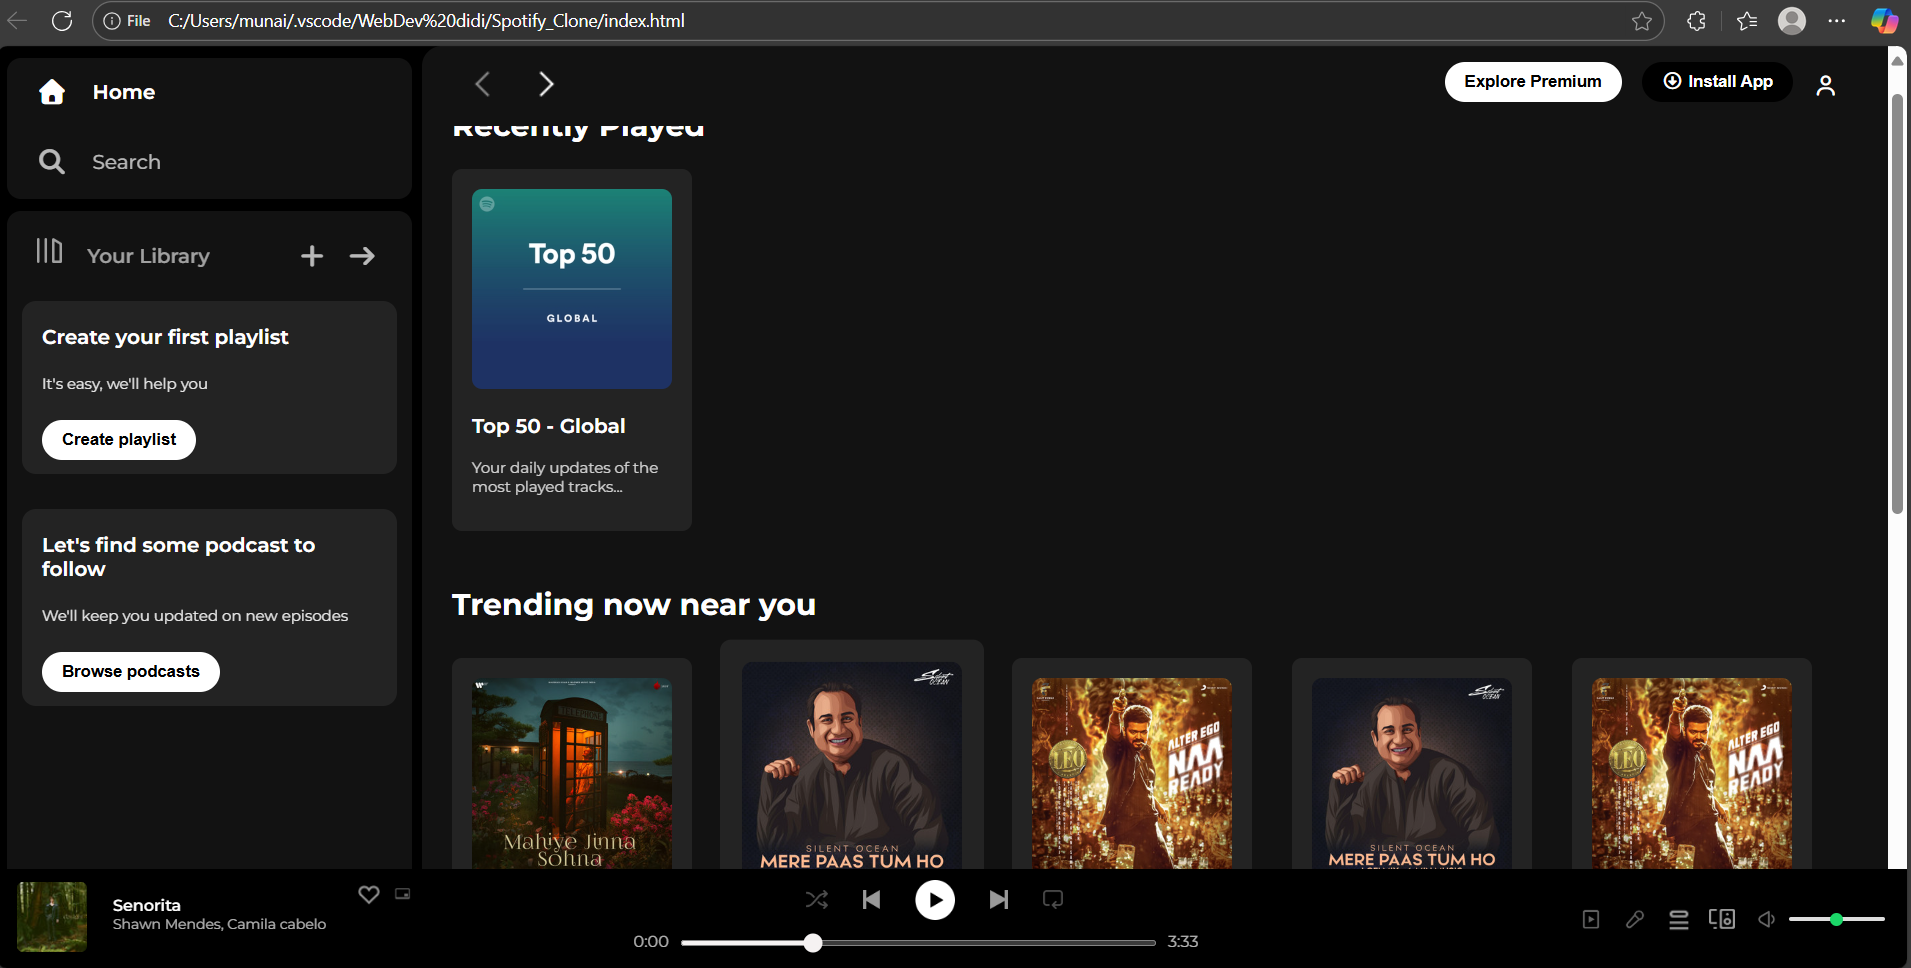 File C:/Users/munai/.vscode/WebDev%20didi/Spotify_Clone/index.html
Home
Search
Your Library
Create your first playlist
It's easy, we'll help you
Create playlist
Let's find some podcast to
follow
We'll keep you updated on new episodes
Browse podcasts
Explore Premium
Install App
Recently Played
Top 50
GLOBAL
Top 50 - Global
Your daily updates of the
most played tracks...
Trending now near you
Mahiye Jinna
Sohna
Silent
OCEAN
SILENT OCEAN
MERE PAAS TUM HO
LEO
ALTER EGO
NAA
READY
Silent
OCEAN
SILENT OCEAN
MERE PAAS TUM HO
LEO
ALTER EGO
NAA
READY
Senorita
Shawn Mendes, Camila cabelo
0:00
3:33